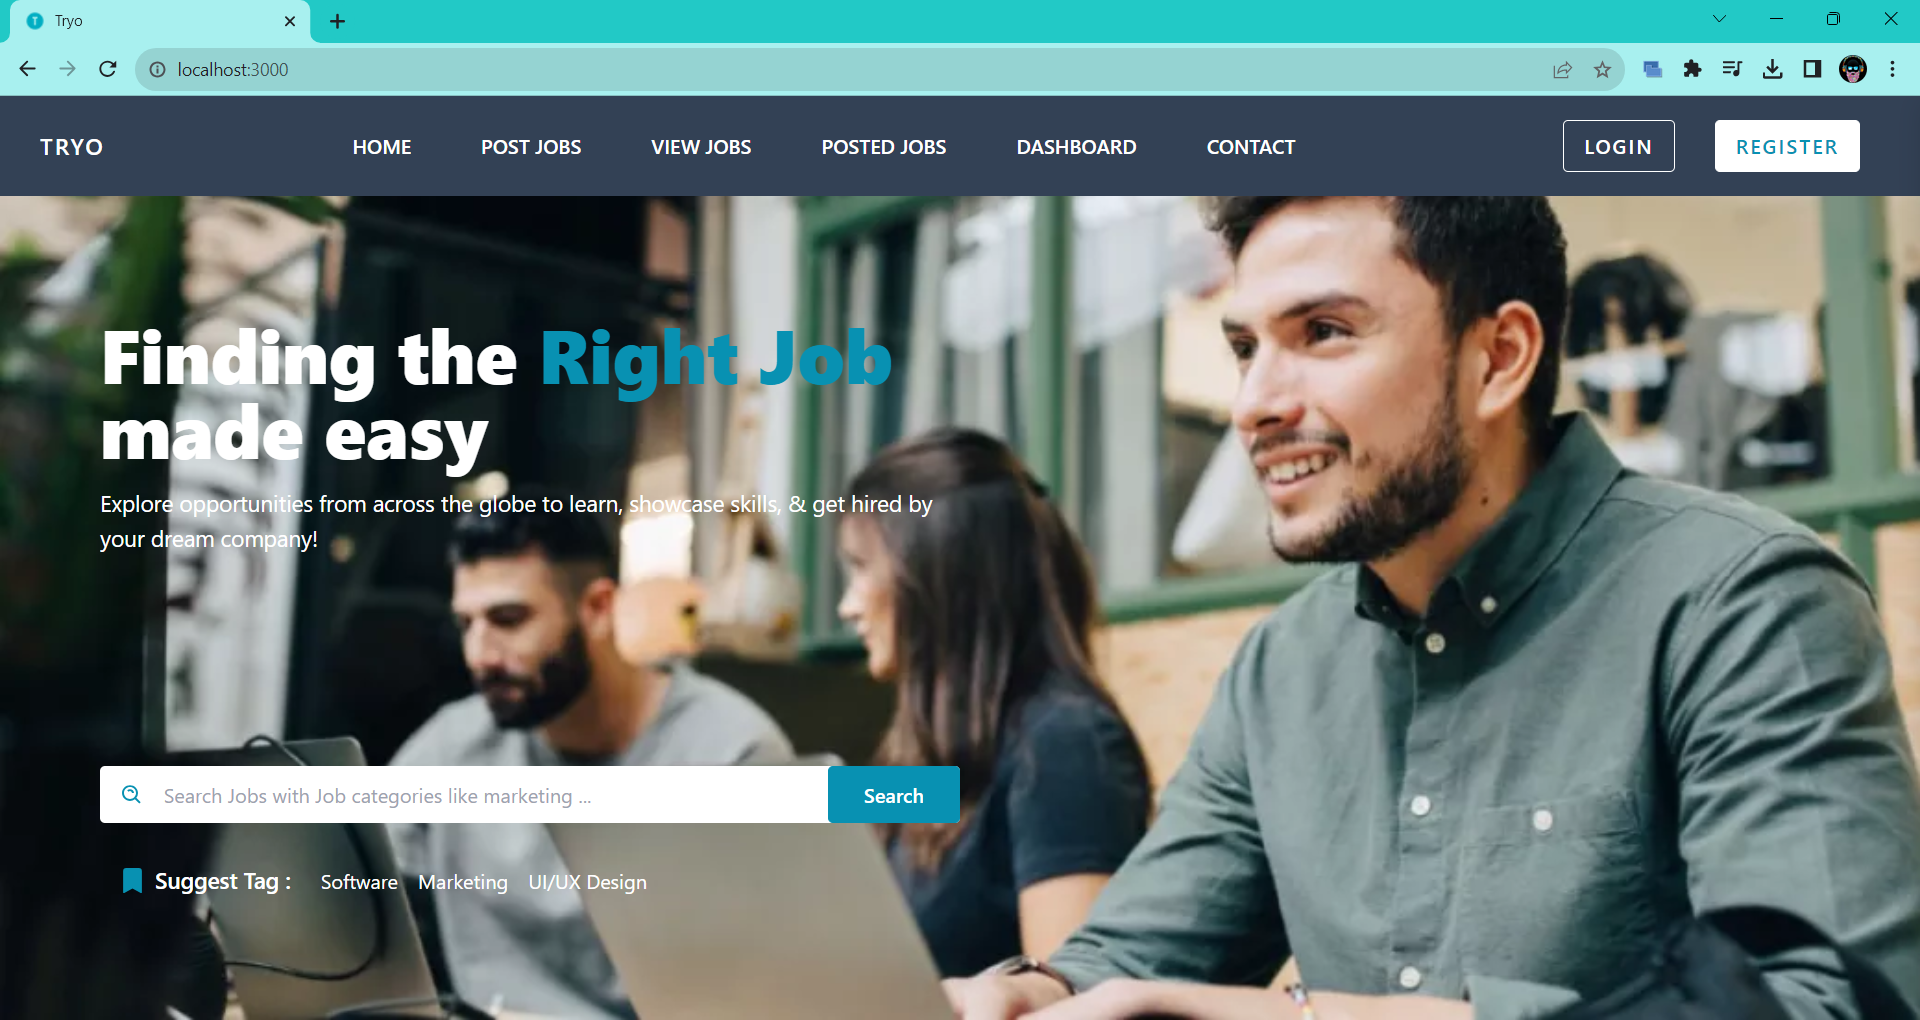 Tryo
localhost:3000
TRYO HOME POST JOBS VIEW JOBS POSTED JOBS DASHBOARD CONTACT LOGIN REGISTER
Finding the Right Job
made easy
Explore opportunities from across the globe to learn, showcase skills, & get hired by
your dream company!
Search Jobs with Job categories like marketing ... Search
Suggest Tag : Software Marketing UI/UX Design